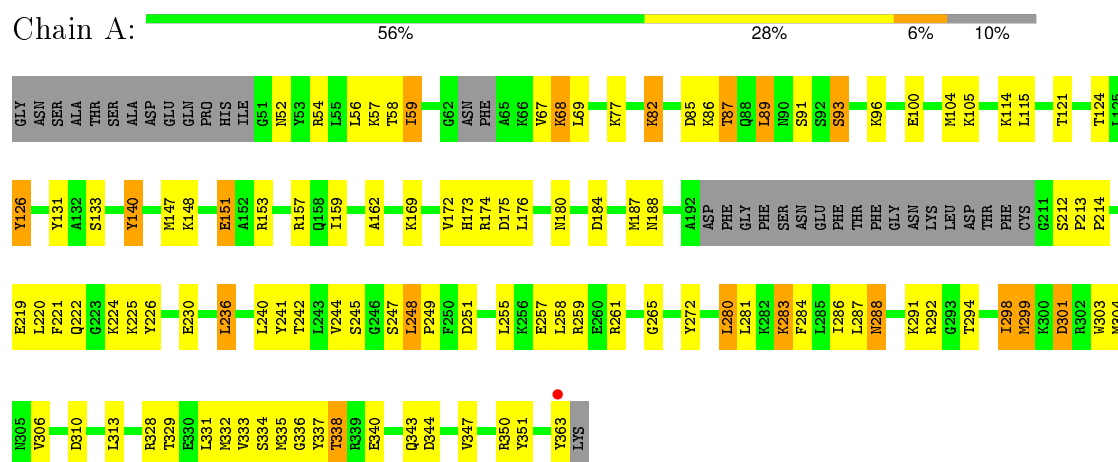 Chain A:
56% 28% 6% 10%
GLY ASN SER ALA THR SER ALA ASP GLU GLN PRO HIS ILE G51 N52 Y53 R54 L55 L56 K57 T58 I59 G62 ASN PHE A65 K66 V67 K68 L69 K77 K82 D85 K86 T87 Q88 L89 N90 S91 S92 S93 K96 E100 M104 K105 K114 L115 T121 T124 L125
Y126 Y131 A132 S133 Y140 M147 K148 E151 A152 R153 R157 Q158 I159 A162 K169 V172 H173 R174 D175 L176 N180 D184 M187 N188 A192 ASP PHE GLY PHE SER ASN GLU PHE THR PHE GLY ASN LYS LEU ASP THR PHE CYS G211 S212 P213 P214
E219 L220 F221 Q222 G223 K224 K225 Y226 E230 L236 L240 Y241 T242 L243 V244 S245 G246 S247 L248 P249 F250 D251 L255 K256 E257 L258 R259 E260 R261 G265 Y272 L280 L281 K282 K283 F284 L285 I286 L287 N288 K291 R292 G293 T294 I298 M299 K300 D301 R302 W303 M304
N305 V306 D310 L313 R328 T329 E330 L331 M332 V333 S334 M335 G336 Y337 T338 R339 E340 Q343 D344 V347 R350 Y351 Y363 LYS